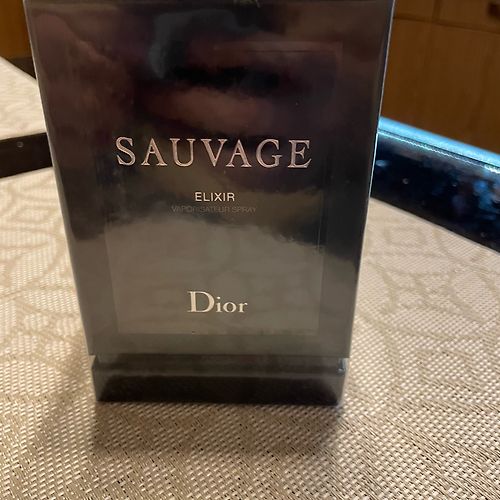 SAUVAGE
ELIXIR
VAPORISATEUR SPRAY
Dior